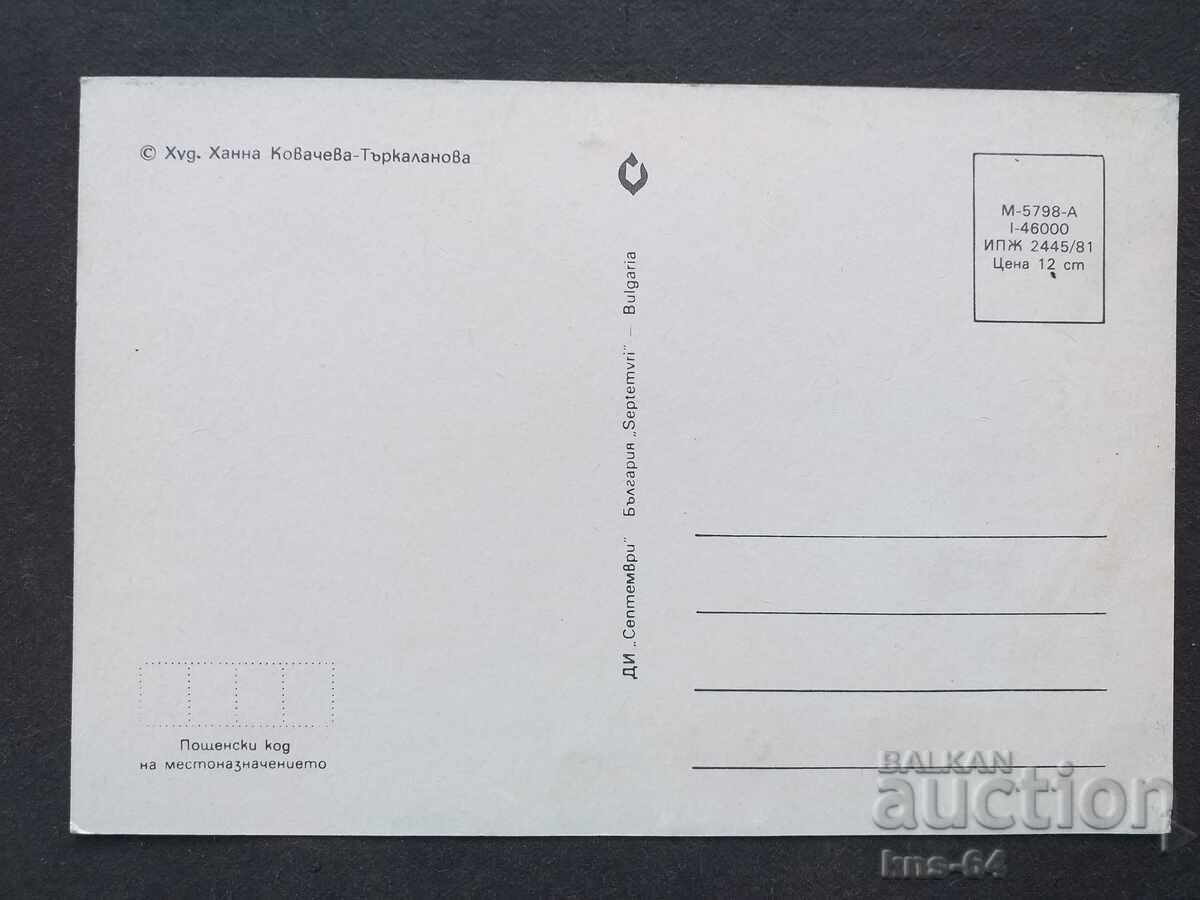 © Худ. Ханна Ковачева-Търкаланова
М-5798-А
I-46000
ИПЖ 2445/81
Цена 12 ст
ДИ „Септември" България „Septemvri" — Bulgaria
Пощенски код
на местоназначението
BALKAN
auction
kns-64